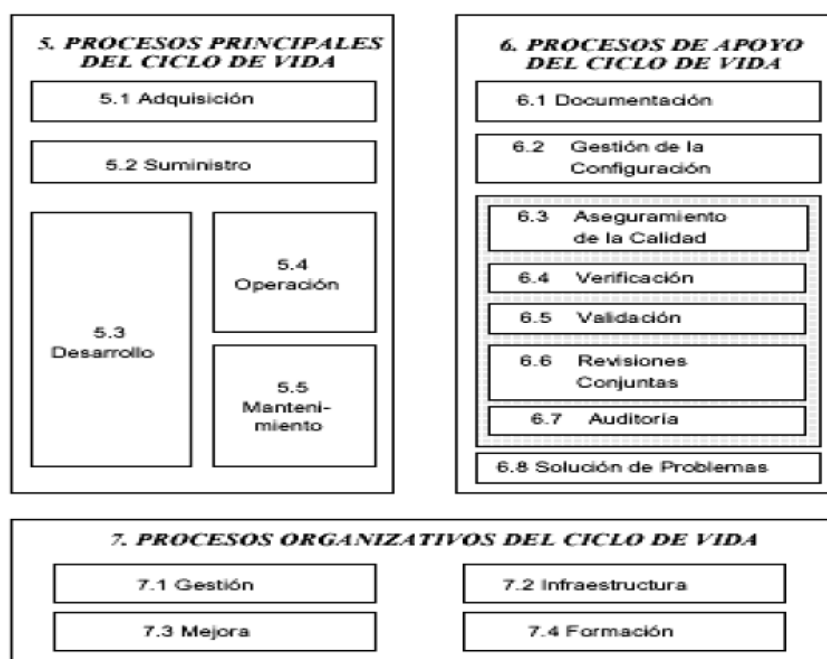 5. PROCESOS PRINCIPALES
DEL CICLO DE VIDA
5.1 Adquisición
5.2 Suministro
5.3
Desarrollo
5.4
Operación
5.5
Manteni-
miento
6. PROCESOS DE APOYO
DEL CICLO DE VIDA
6.1 Documentación
6.2 Gestión de la
Configuración
6.3 Aseguramiento
de la Calidad
6.4 Verificación
6.5 Validación
6.6 Revisiones
Conjuntas
6.7 Auditoría
6.8 Solución de Problemas
7. PROCESOS ORGANIZATIVOS DEL CICLO DE VIDA
7.1 Gestión
7.2 Infraestructura
7.3 Mejora
7.4 Formación